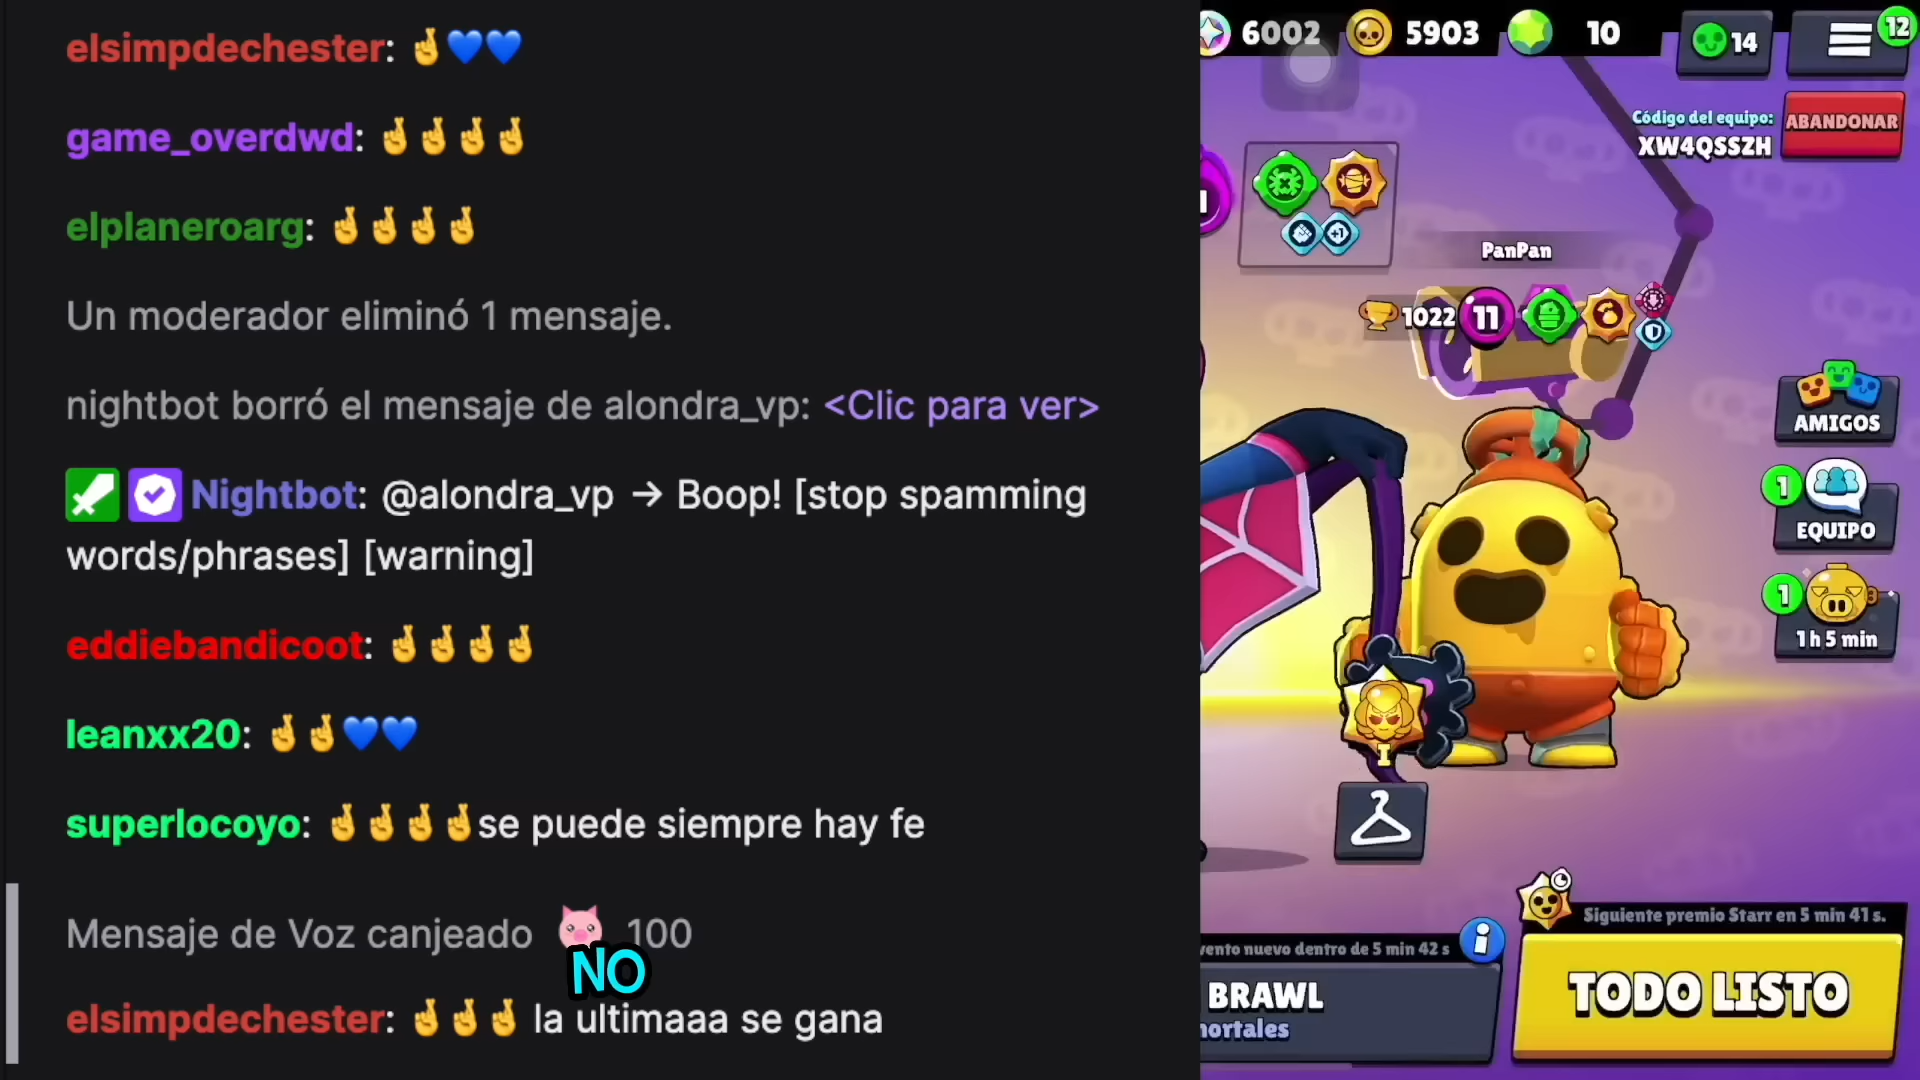 elsimpdechester: 🤞💙💙
game_overdwd: 🤞🤞🤞🤞
elplaneroarg: 🤞🤞🤞🤞
Un moderador eliminó 1 mensaje.
nightbot borró el mensaje de alondra_vp: <Clic para ver>
Nightbot: @alondra_vp → Boop! [stop spamming
words/phrases] [warning]
eddiebandicoot: 🤞🤞🤞🤞
leanxx20: 🤞🤞💙💙
superlocoyo: 🤞🤞🤞🤞se puede siempre hay fe
Mensaje de Voz canjeado 100
NO
elsimpdechester: 🤞🤞🤞 la ultimaaa se gana
6002 5903 10 14 12
Código del equipo:
XW4QSSZH
ABANDONAR
+1
PanPan
1022 11
AMIGOS
1
EQUIPO
1
1 h 5 min
I
Siguiente premio Starr en 5 min 41 s.
nuevo dentro de 5 min 42 s
i
BRAWL
TODO LISTO